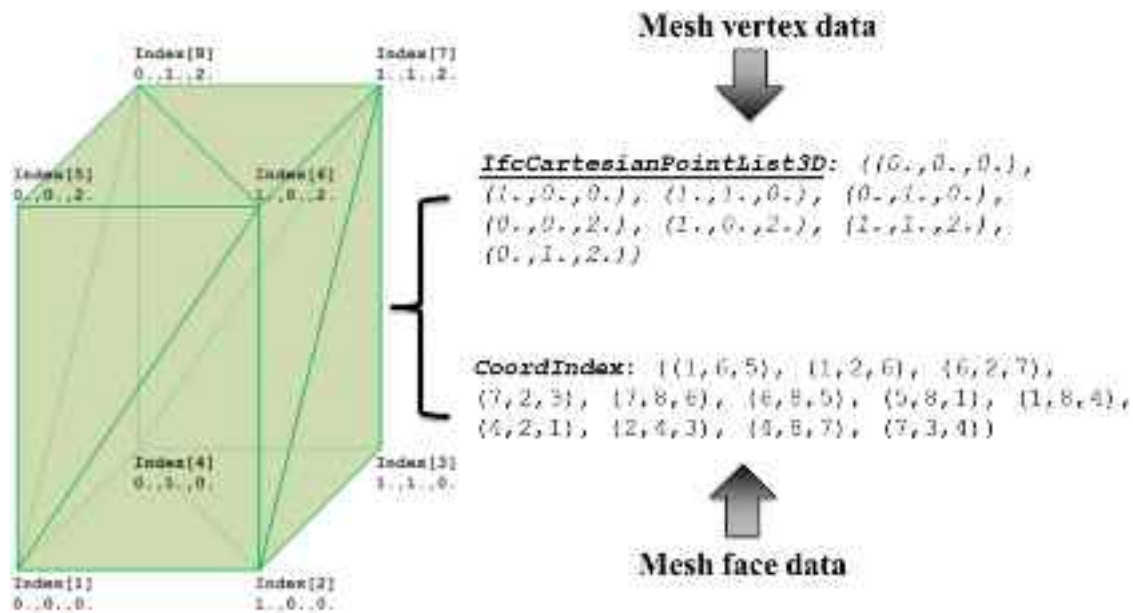 Mesh vertex data
Index[8]
0.,1.,2.
Index[7]
1.,1.,2.
Index[5]
0.,0.,2.
Index[6]
1.,0.,2.
IfcCartesianPointList3D: ((0.,0.,0.),
(1.,0.,0.), (1.,1.,0.), (0.,1.,0.),
(0.,0.,2.), (1.,0.,2.), (1.,1.,2.),
(0.,1.,2.))
CoordIndex: ((1,6,5), (1,2,6), (6,2,7),
(7,2,3), (7,8,6), (6,8,5), (5,8,1), (1,8,4),
(4,2,1), (2,4,3), (4,8,7), (7,3,4))
Index[4]
0.,1.,0.
Index[3]
1.,1.,0.
Mesh face data
Index[1]
0.,0.,0.
Index[2]
1.,0.,0.